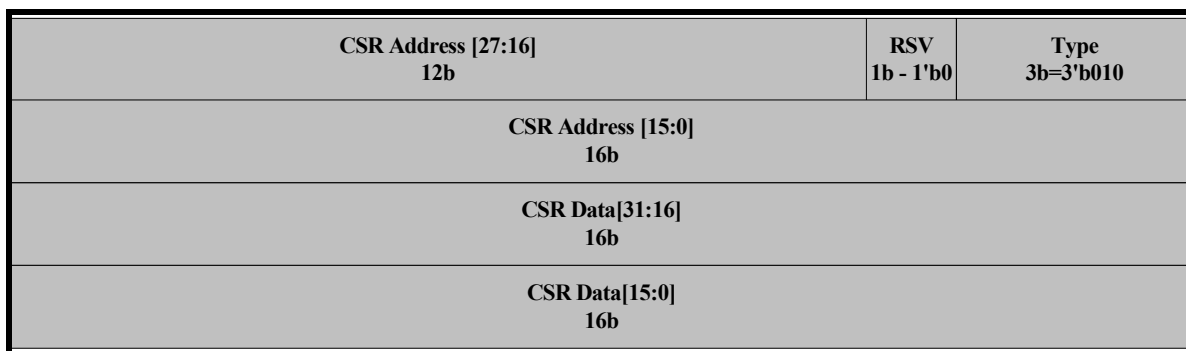 CSR Address [27:16]
12b
RSV
1b - 1'b0
Type
3b=3'b010
CSR Address [15:0]
16b
CSR Data[31:16]
16b
CSR Data[15:0]
16b